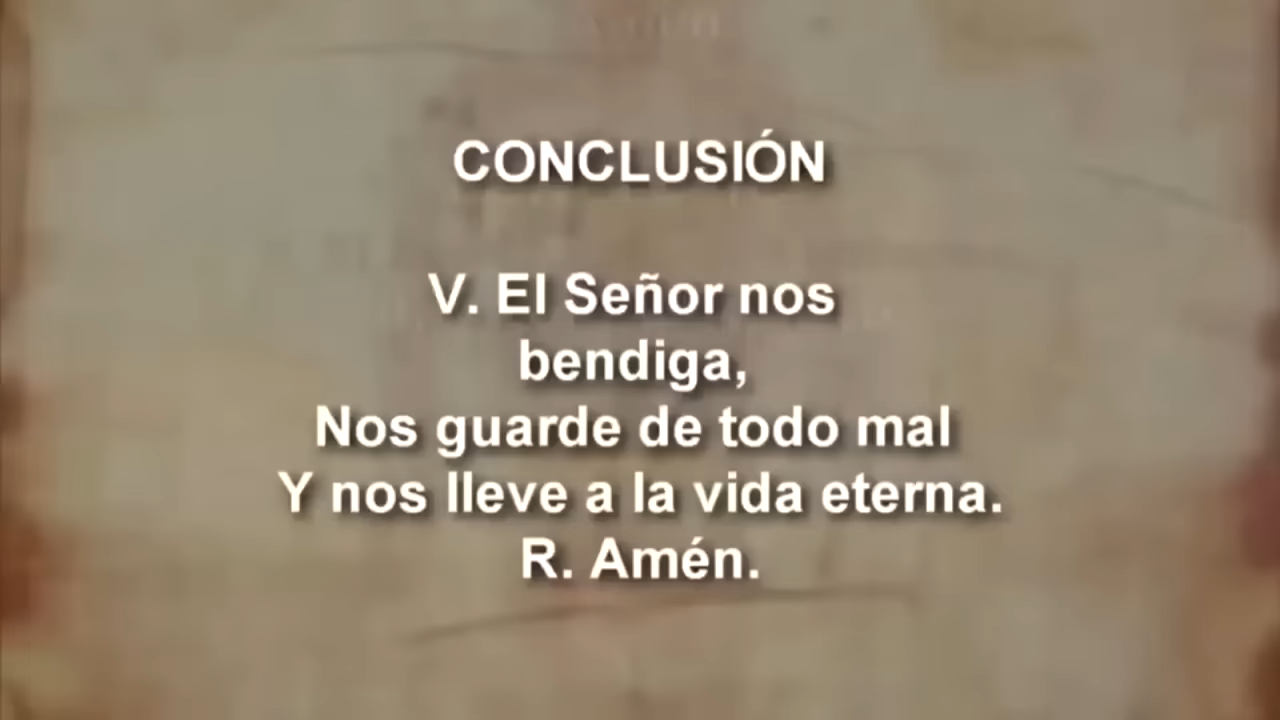 CONCLUSIÓN
V. El Señor nos
bendiga,
Nos guarde de todo mal
Y nos lleve a la vida eterna.
R. Amén.